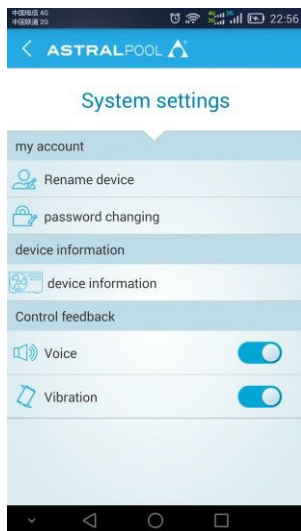 中国电信 4G
中国联通 2G
22:56
ASTRALPOOL
System settings
my account
Rename device
password changing
device information
device information
Control feedback
Voice
Vibration